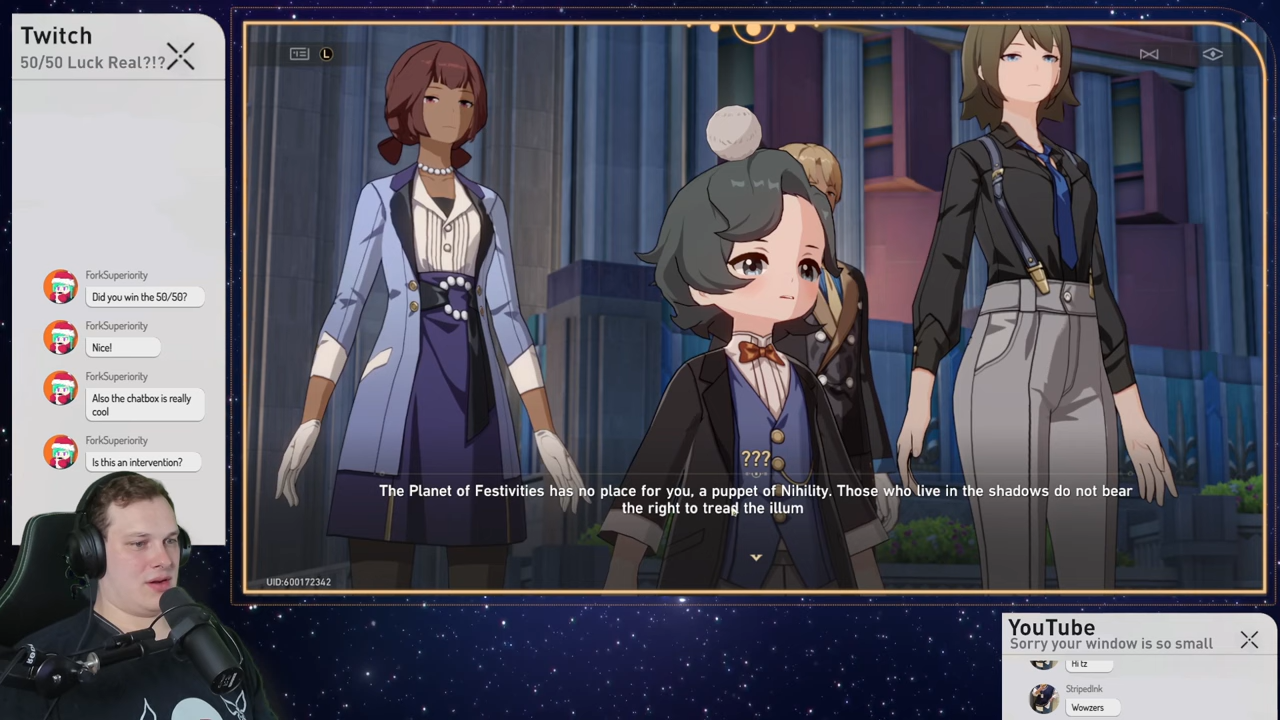 Twitch
50/50 Luck Real?!?
ForkSuperiority
Did you win the 50/50?
ForkSuperiority
Nice!
ForkSuperiority
Also the chatbox is really
cool
ForkSuperiority
Is this an intervention?
L
???
The Planet of Festivities has no place for you, a puppet of Nihility. Those who live in the shadows do not bear
the right to tread the illum
UID:600172342
YouTube
Sorry your window is so small
Hi tz
StripedInk
Wowzers